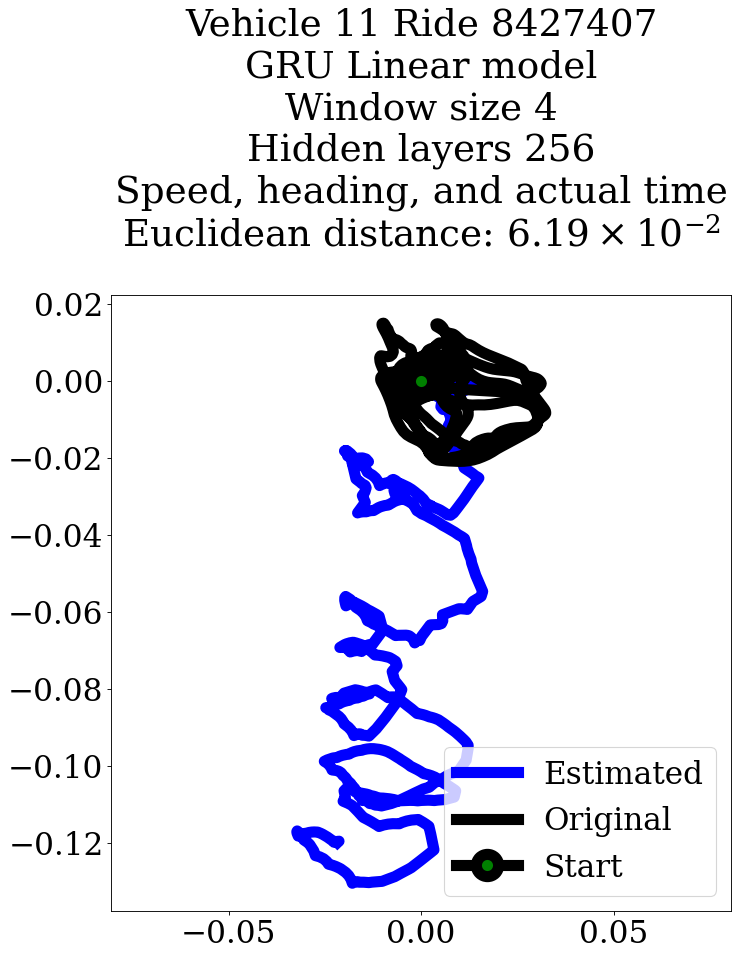 Vehicle 11 Ride 8427407
GRU Linear model
Window size 4
Hidden layers 256
Speed, heading, and actual time
Euclidean distance: 6.19 × 10⁻²
0.02
0.00
−0.02
−0.04
−0.06
−0.08
−0.10
−0.12
Estimated
Original
Start
−0.05
0.00
0.05